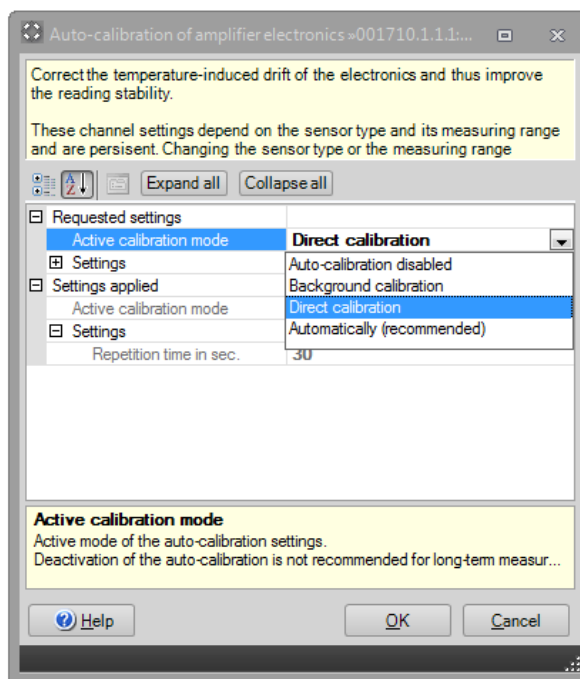 Auto-calibration of amplifier electronics »001710.1.1.1:...
Correct the temperature-induced drift of the electronics and thus improve
the reading stability.
These channel settings depend on the sensor type and its measuring range
and are persisent. Changing the sensor type or the measuring range
Expand all Collapse all
Requested settings
Active calibration mode Direct calibration
Settings Auto-calibration disabled
Settings applied Background calibration
Active calibration mode Direct calibration
Settings Automatically (recommended)
Repetition time in sec. 30
Active calibration mode
Active mode of the auto-calibration settings.
Deactivation of the auto-calibration is not recommended for long-term measur...
Help OK Cancel